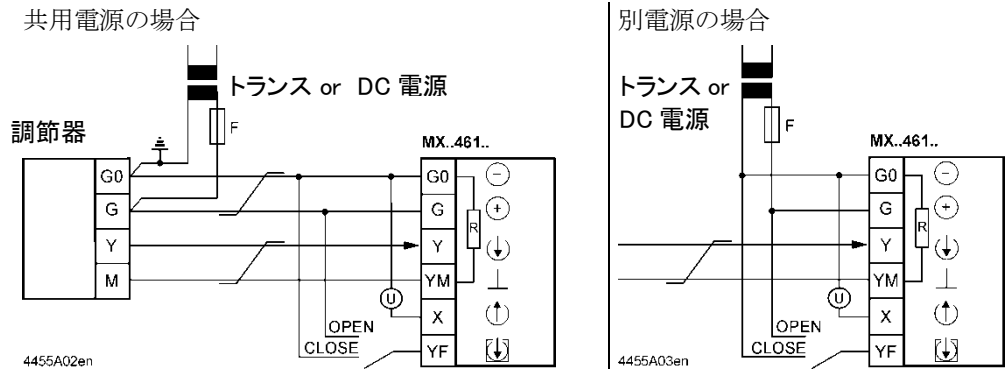 共用電源の場合
トランス or DC 電源
F
調節器
MX..461..
G0
G
Y
M
G0
G
Y
YM
X
YF
R
U
OPEN
CLOSE
4455A02en
別電源の場合
トランス or
DC 電源
F
MX..461..
G0
G
Y
YM
X
YF
R
U
OPEN
CLOSE
4455A03en